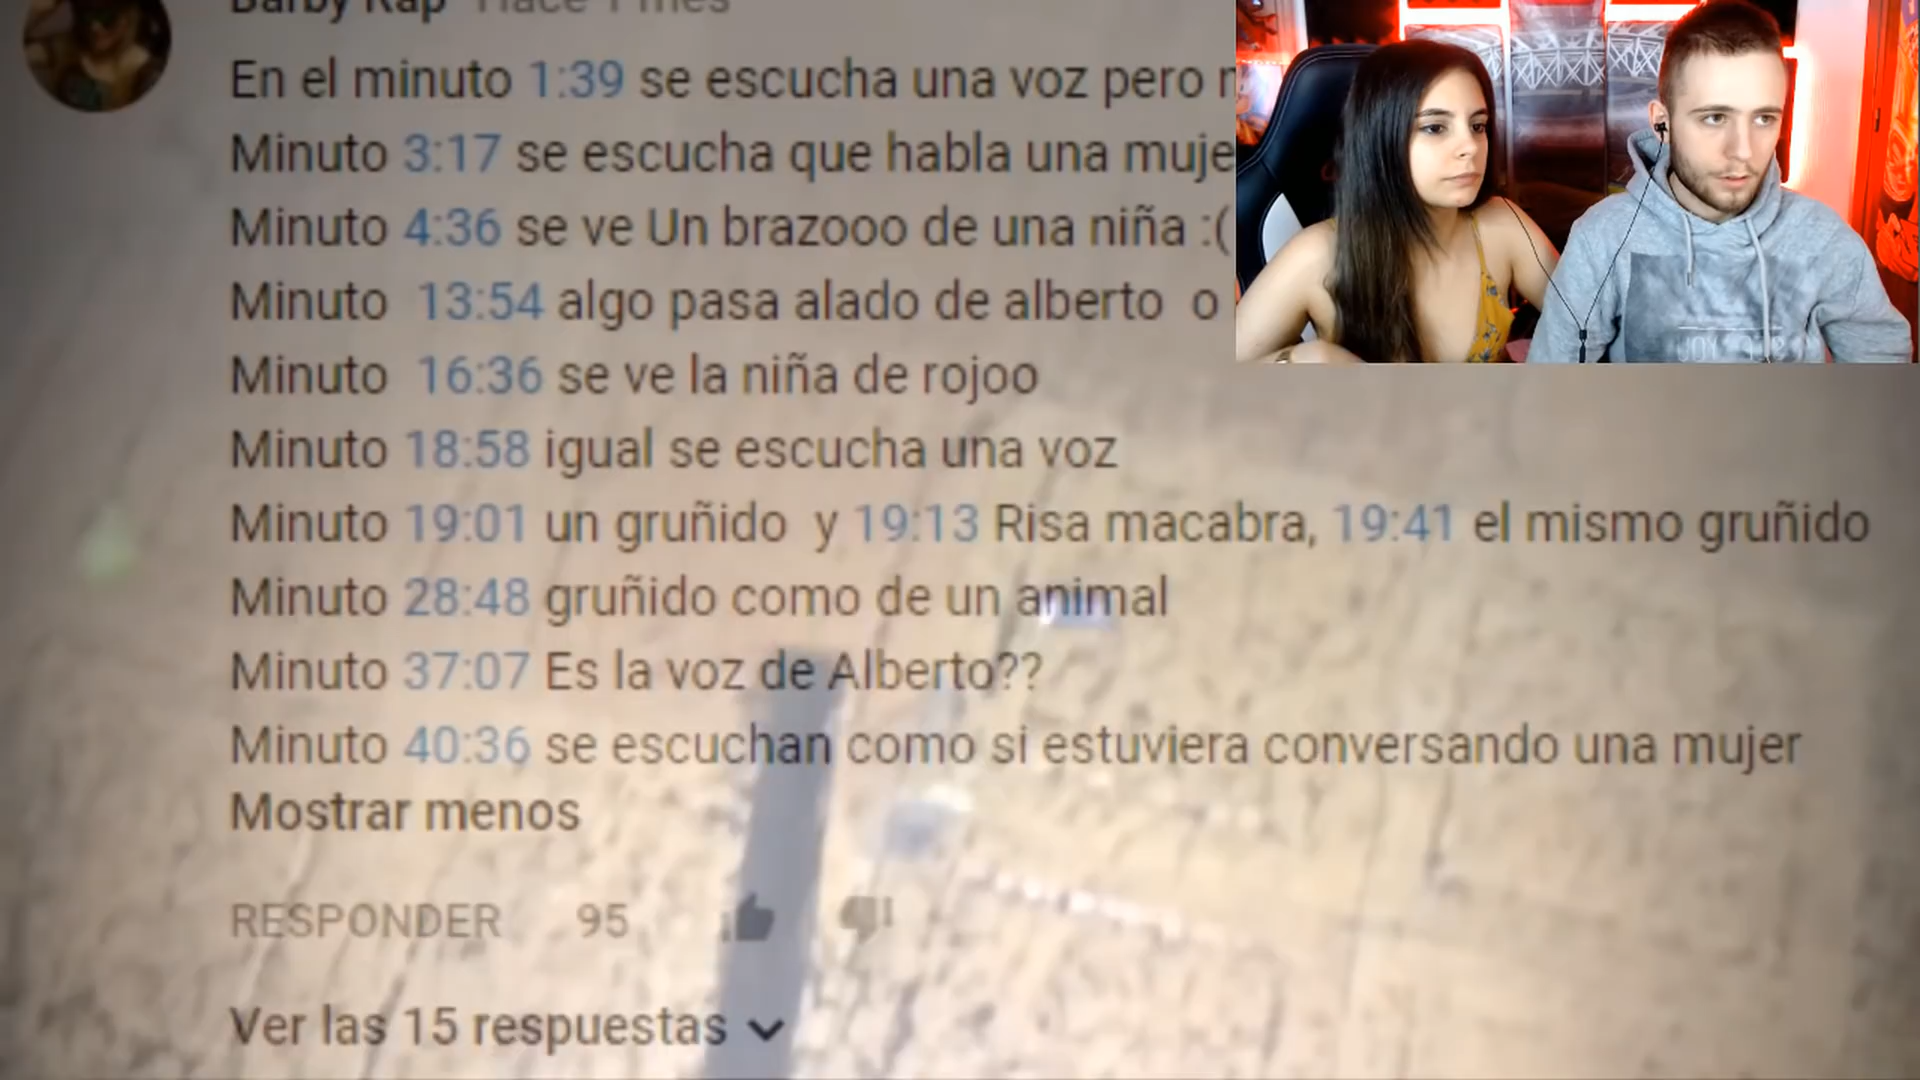 Barby Rap Hace 1 mes
En el minuto 1:39 se escucha una voz pero
Minuto 3:17 se escucha que habla una muje
Minuto 4:36 se ve Un brazooo de una niña :(
Minuto 13:54 algo pasa alado de alberto o
Minuto 16:36 se ve la niña de rojoo
Minuto 18:58 igual se escucha una voz
Minuto 19:01 un gruñido y 19:13 Risa macabra, 19:41 el mismo gruñido
Minuto 28:48 gruñido como de un animal
Minuto 37:07 Es la voz de Alberto??
Minuto 40:36 se escuchan como si estuviera conversando una mujer
Mostrar menos
RESPONDER 95
Ver las 15 respuestas